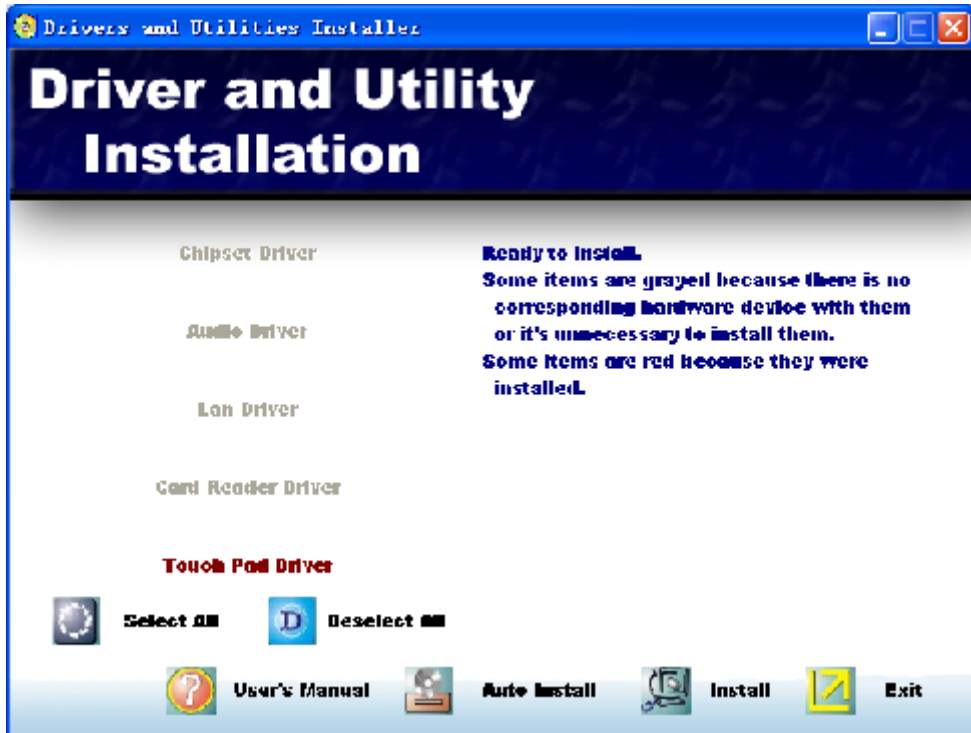 Drivers and Utilities Installer
Driver and Utility
Installation
Chipset Driver
Audio Driver
Lan Driver
Card Reader Driver
Touch Pad Driver
Ready to install.
Some items are grayed because there is no
corresponding hardware device with them
or it's unnecessary to install them.
Some items are red because they were
installed.
Select All
Deselect All
User's Manual
Auto Install
Install
Exit